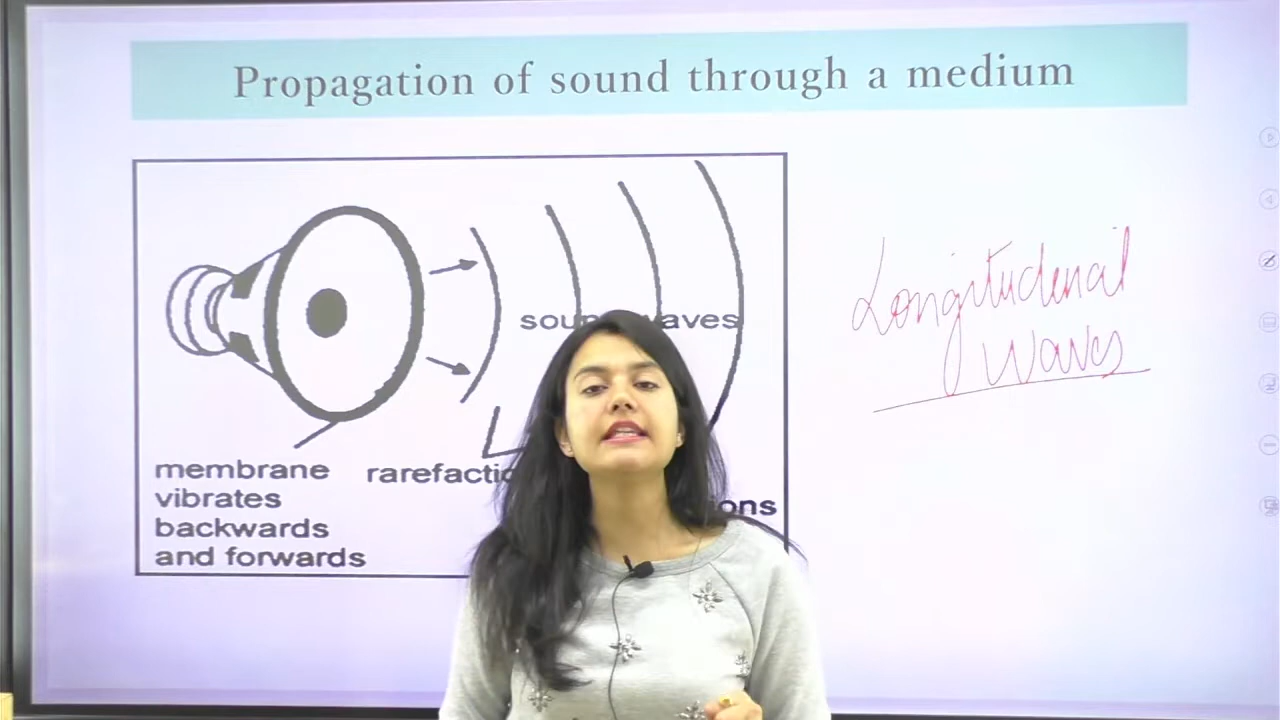 Propagation of sound through a medium
sound waves
membrane
vibrates
backwards
and forwards
Longitudenal
Waves